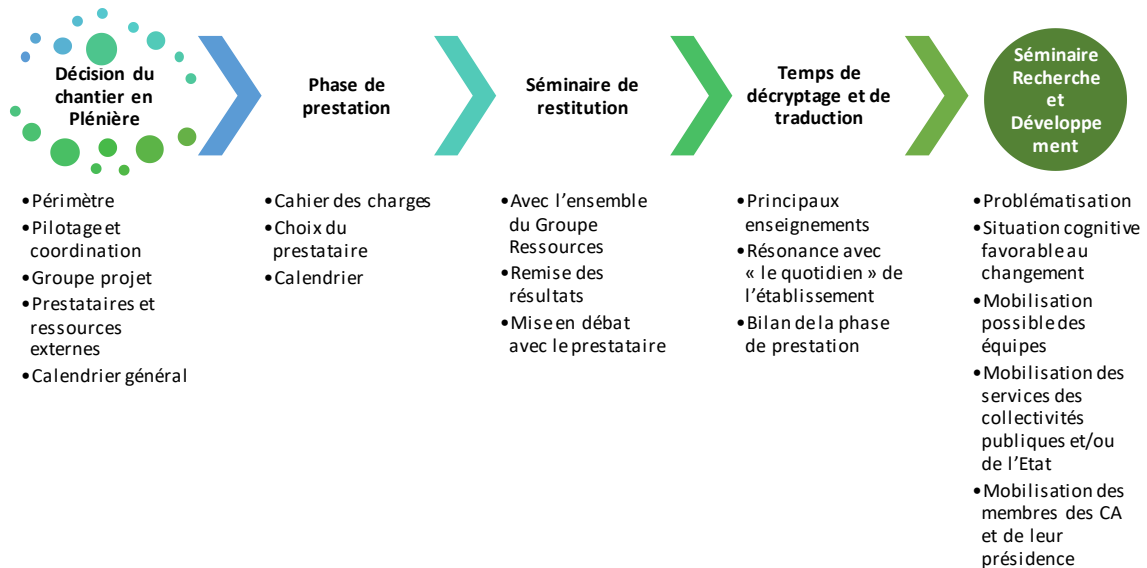 Décision du
chantier en
Plénière
•Périmètre
•Pilotage et
coordination
•Groupe projet
•Prestataires et
ressources
externes
•Calendrier général
Phase de
prestation
•Cahier des charges
•Choix du
prestataire
•Calendrier
Séminaire de
restitution
•Avec l’ensemble
du Groupe
Ressources
•Remise des
résultats
•Mise en débat
avec le prestataire
Temps de
décryptage et de
traduction
•Principaux
enseignements
•Résonance avec
« le quotidien » de
l’établissement
•Bilan de la phase
de prestation
Séminaire
Recherche
et
Développe
ment
•Problématisation
•Situation cognitive
favorable au
changement
•Mobilisation
possible des
équipes
•Mobilisation des
services des
collectivités
publiques et/ou
de l’Etat
•Mobilisation des
membres des CA
et de leur
présidence